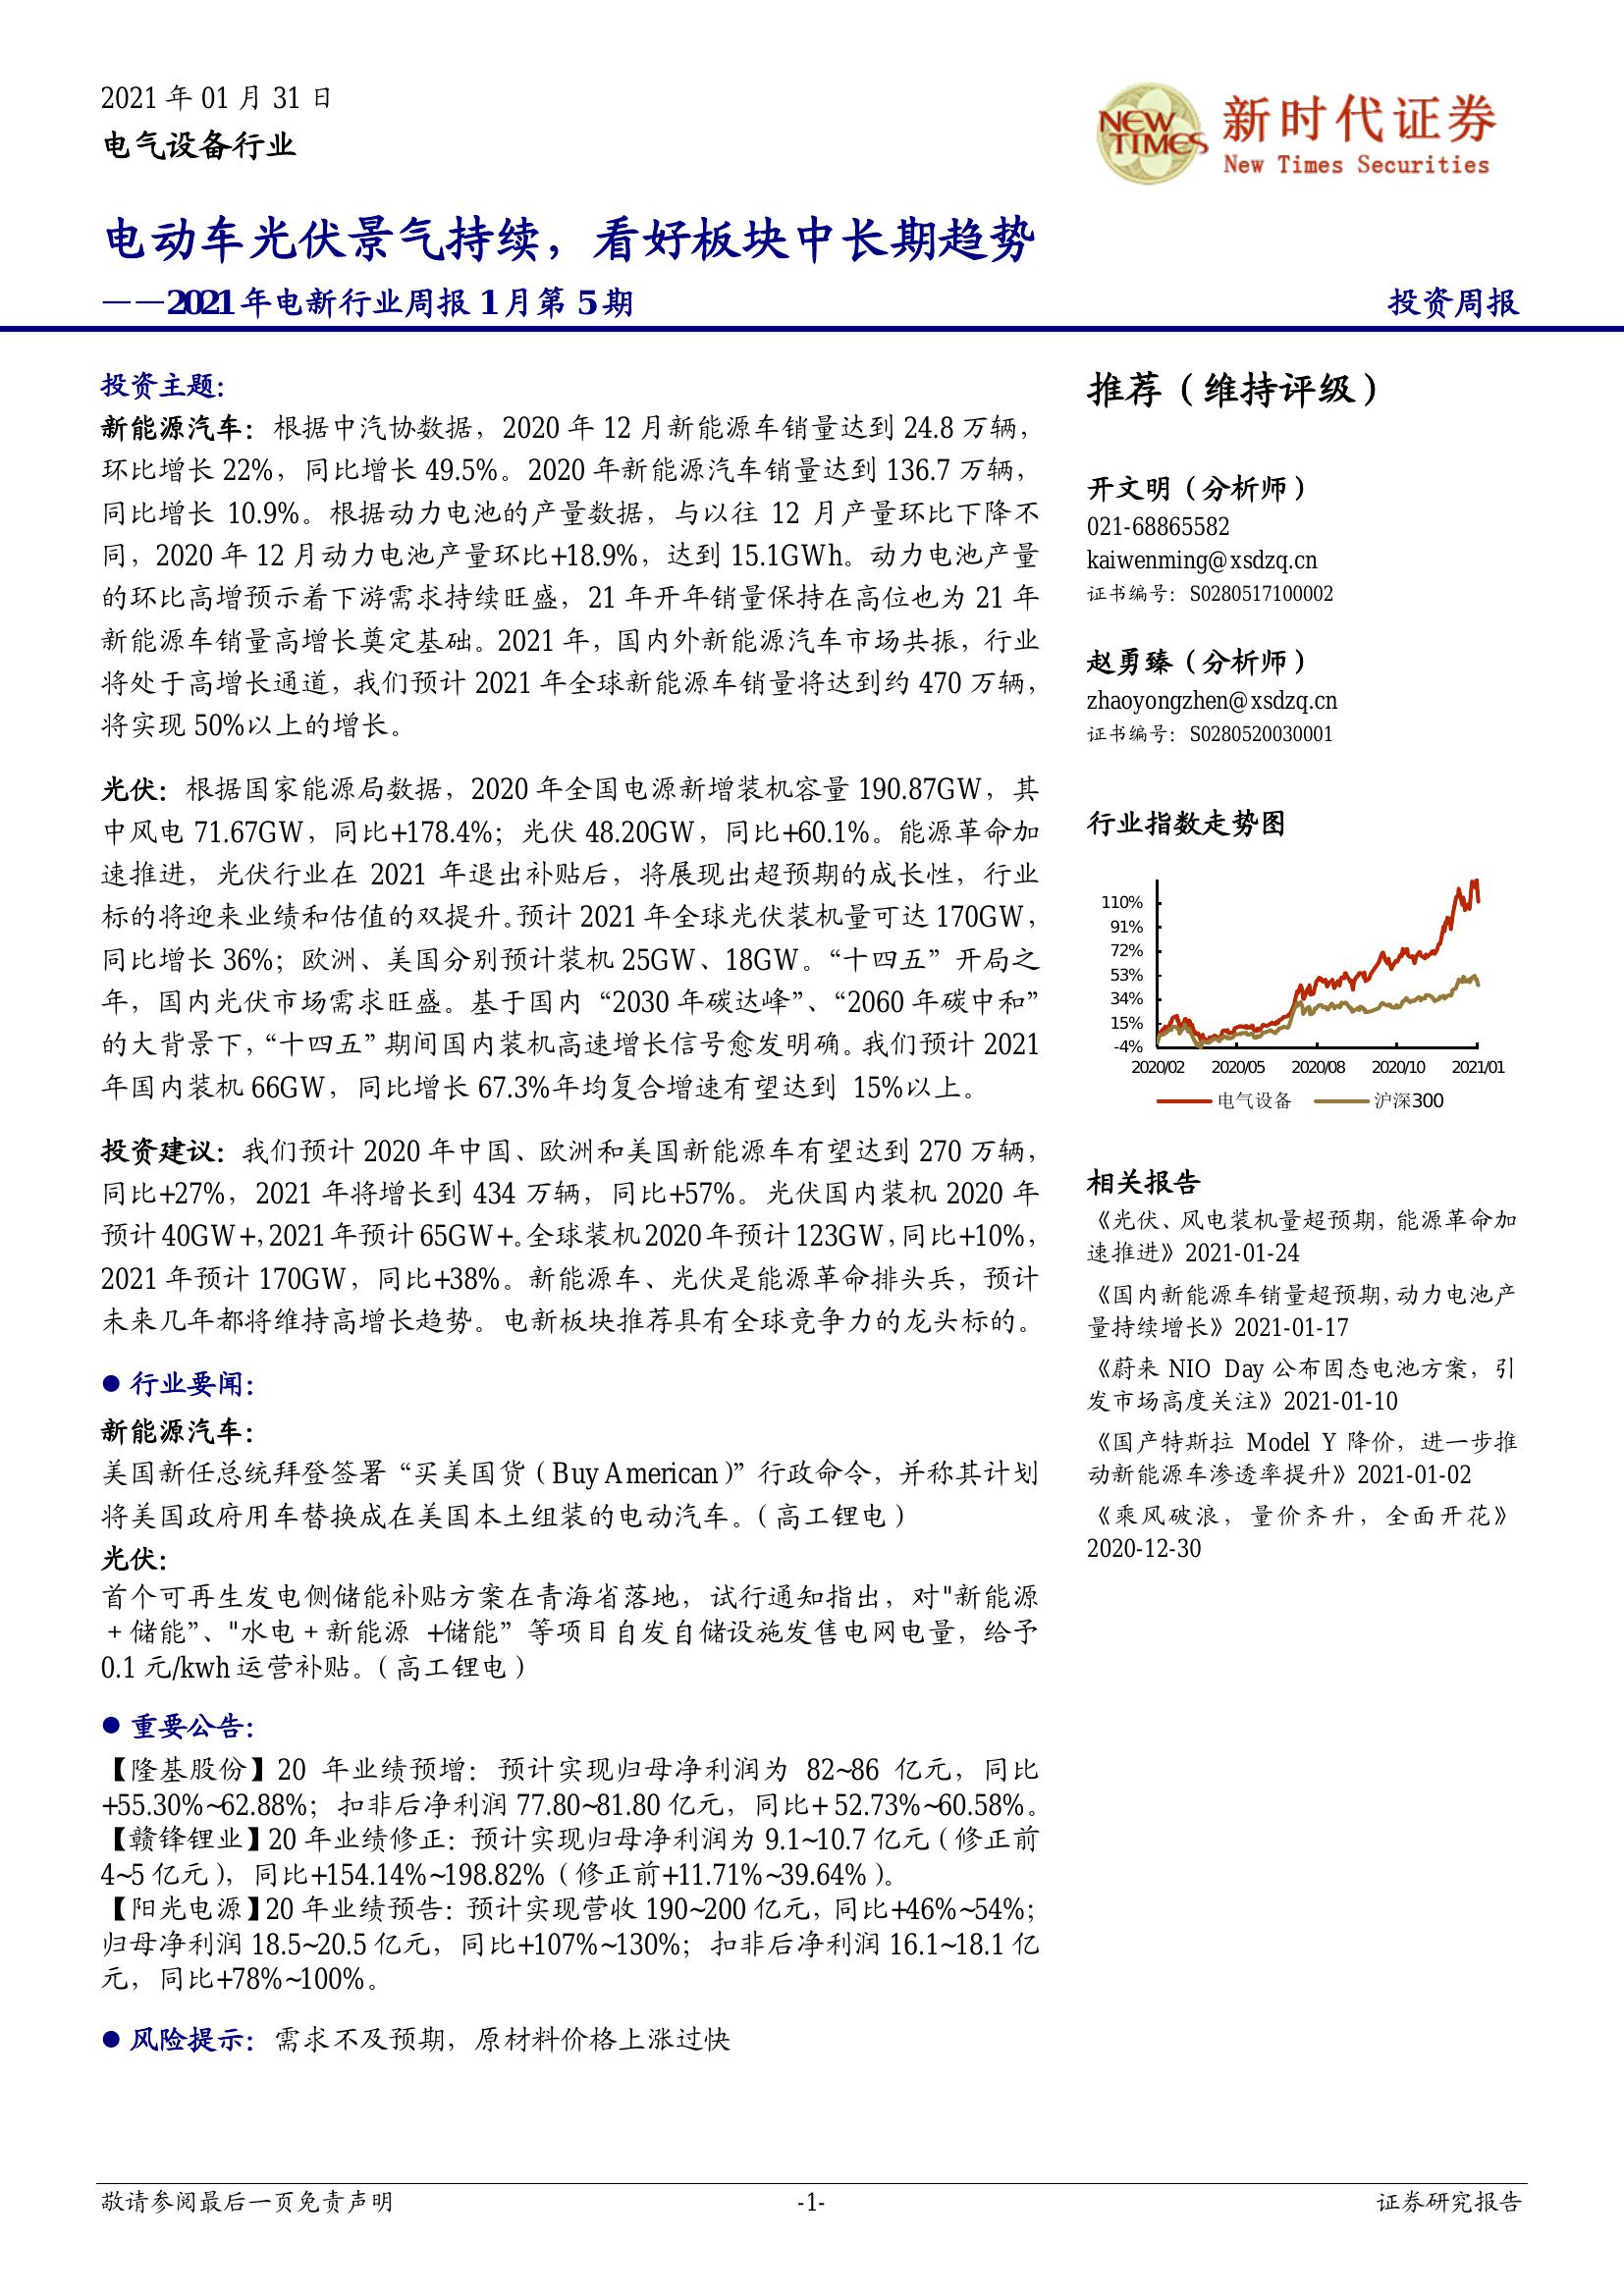 2021 年 01 月 31 日
电气设备行业
NEW TIMES
新时代证券
New Times Securities
电动车光伏景气持续，看好板块中长期趋势
——2021 年电新行业周报 1 月第 5 期
投资周报
投资主题：
新能源汽车：根据中汽协数据，2020 年 12 月新能源车销量达到 24.8 万辆，
环比增长 22%，同比增长 49.5%。2020 年新能源汽车销量达到 136.7 万辆，
同比增长 10.9%。根据动力电池的产量数据，与以往 12 月产量环比下降不
同，2020 年 12 月动力电池产量环比+18.9%，达到 15.1GWh。动力电池产量
的环比高增预示着下游需求持续旺盛，21 年开年销量保持在高位也为 21 年
新能源车销量高增长奠定基础。2021 年，国内外新能源汽车市场共振，行业
将处于高增长通道，我们预计 2021 年全球新能源车销量将达到约 470 万辆，
将实现 50%以上的增长。
光伏：根据国家能源局数据，2020 年全国电源新增装机容量 190.87GW，其
中风电 71.67GW，同比+178.4%；光伏 48.20GW，同比+60.1%。能源革命加
速推进，光伏行业在 2021 年退出补贴后，将展现出超预期的成长性，行业
标的将迎来业绩和估值的双提升。预计 2021 年全球光伏装机量可达 170GW，
同比增长 36%；欧洲、美国分别预计装机 25GW、18GW。“十四五”开局之
年，国内光伏市场需求旺盛。基于国内“2030 年碳达峰”、“2060 年碳中和”
的大背景下，“十四五”期间国内装机高速增长信号愈发明确。我们预计 2021
年国内装机 66GW，同比增长 67.3%年均复合增速有望达到 15%以上。
投资建议：我们预计 2020 年中国、欧洲和美国新能源车有望达到 270 万辆，
同比+27%，2021 年将增长到 434 万辆，同比+57%。光伏国内装机 2020 年
预计 40GW+，2021 年预计 65GW+。全球装机 2020 年预计 123GW，同比+10%，
2021 年预计 170GW，同比+38%。新能源车、光伏是能源革命排头兵，预计
未来几年都将维持高增长趋势。电新板块推荐具有全球竞争力的龙头标的。
● 行业要闻：
新能源汽车：
美国新任总统拜登签署“买美国货（Buy American）”行政命令，并称其计划
将美国政府用车替换成在美国本土组装的电动汽车。（高工锂电）
光伏：
首个可再生发电侧储能补贴方案在青海省落地，试行通知指出，对"新能源
+储能”、"水电+新能源 +储能”等项目自发自储设施发售电网电量，给予
0.1 元/kwh 运营补贴。（高工锂电）
● 重要公告：
【隆基股份】20 年业绩预增：预计实现归母净利润为 82~86 亿元，同比
+55.30%~62.88%；扣非后净利润 77.80~81.80 亿元，同比+ 52.73%~60.58%。
【赣锋锂业】20 年业绩修正：预计实现归母净利润为 9.1~10.7 亿元（修正前
4~5 亿元），同比+154.14%~198.82%（修正前+11.71%~39.64%）。
【阳光电源】20 年业绩预告：预计实现营收 190~200 亿元，同比+46%~54%；
归母净利润 18.5~20.5 亿元，同比+107%~130%；扣非后净利润 16.1~18.1 亿
元，同比+78%~100%。
● 风险提示：需求不及预期，原材料价格上涨过快
推荐（维持评级）
开文明（分析师）
021-68865582
kaiwenming@xsdzq.cn
证书编号：S0280517100002
赵勇臻（分析师）
zhaoyongzhen@xsdzq.cn
证书编号：S0280520030001
行业指数走势图
110%
91%
72%
53%
34%
15%
-4%
2020/02 2020/05 2020/08 2020/10 2021/01
电气设备 沪深300
相关报告
《光伏、风电装机量超预期，能源革命加
速推进》2021-01-24
《国内新能源车销量超预期，动力电池产
量持续增长》2021-01-17
《蔚来 NIO Day 公布固态电池方案，引
发市场高度关注》2021-01-10
《国产特斯拉 Model Y 降价，进一步推
动新能源车渗透率提升》2021-01-02
《乘风破浪，量价齐升，全面开花》
2020-12-30
敬请参阅最后一页免责声明
-1-
证券研究报告